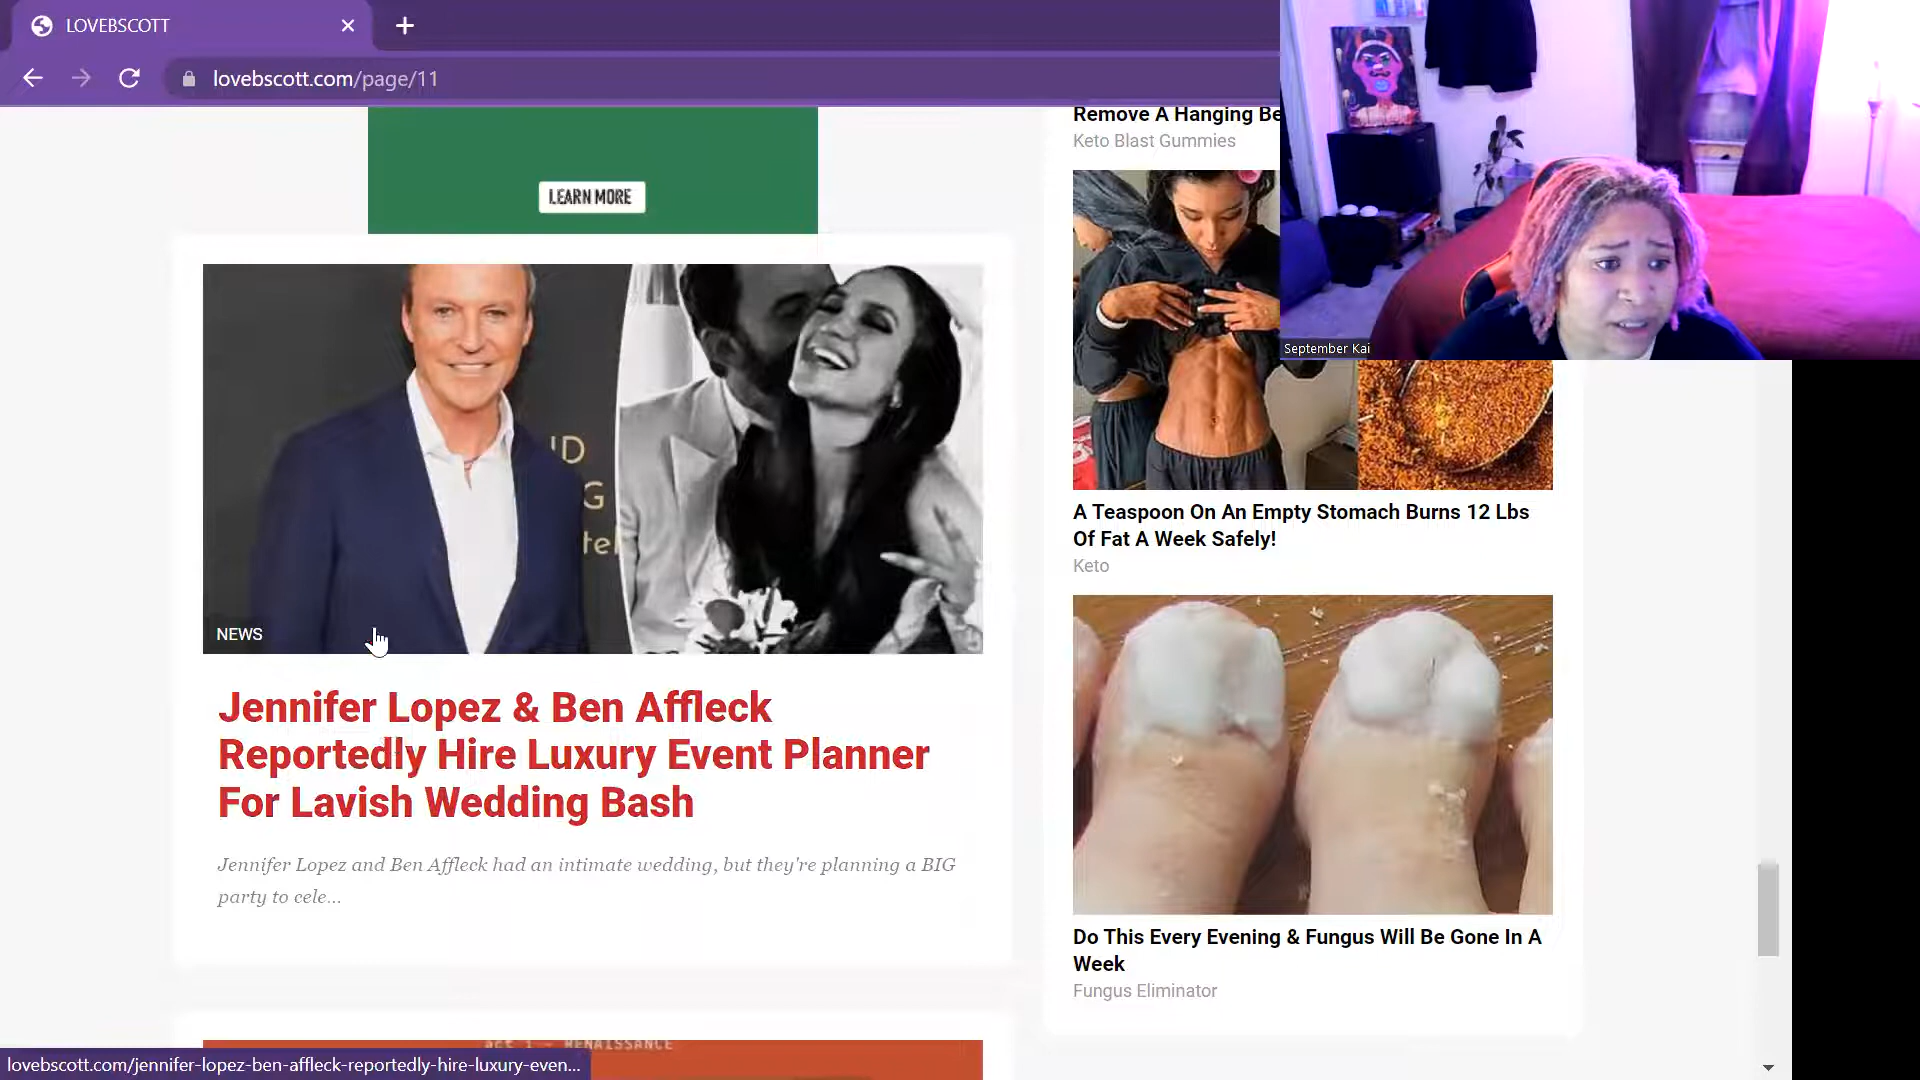 LOVEBSCOTT
lovebscott.com/page/11
LEARN MORE
NEWS
Jennifer Lopez & Ben Affleck
Reportedly Hire Luxury Event Planner
For Lavish Wedding Bash
Jennifer Lopez and Ben Affleck had an intimate wedding, but they're planning a BIG
party to cele...
act 1 - RENAISSANCE
Remove A Hanging Be
Keto Blast Gummies
A Teaspoon On An Empty Stomach Burns 12 Lbs
Of Fat A Week Safely!
Keto
Do This Every Evening & Fungus Will Be Gone In A
Week
Fungus Eliminator
September Kai
lovebscott.com/jennifer-lopez-ben-affleck-reportedly-hire-luxury-even...